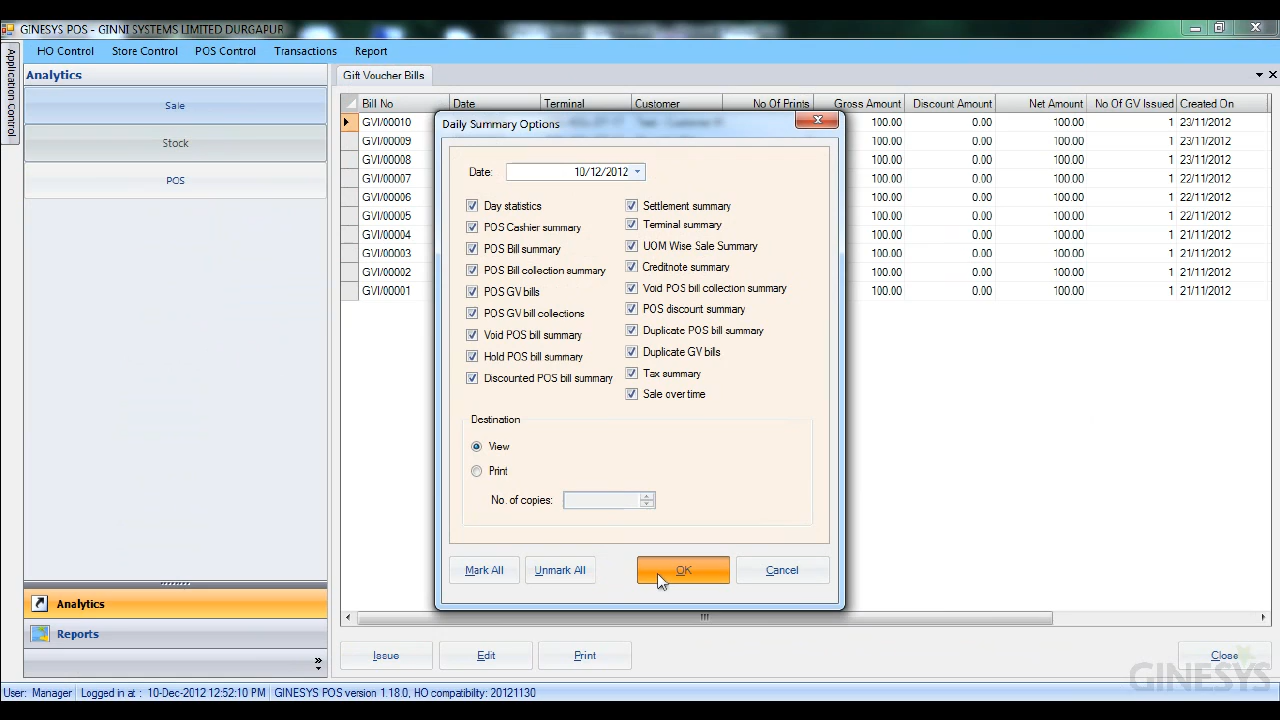 GINESYS POS - GINNI SYSTEMS LIMITED DURGAPUR
HO Control Store Control POS Control Transactions Report
Application Control
Analytics
Sale
Stock
POS
Analytics
Reports
Gift Voucher Bills
Bill No Date Terminal Customer No Of Prints Gross Amount Discount Amount Net Amount No Of GV Issued Created On
GVI/00010 100.00 0.00 100.00 1 23/11/2012
GVI/00009 100.00 0.00 100.00 1 23/11/2012
GVI/00008 100.00 0.00 100.00 1 23/11/2012
GVI/00007 100.00 0.00 100.00 1 22/11/2012
GVI/00006 100.00 0.00 100.00 1 22/11/2012
GVI/00005 100.00 0.00 100.00 1 22/11/2012
GVI/00004 100.00 0.00 100.00 1 21/11/2012
GVI/00003 100.00 0.00 100.00 1 21/11/2012
GVI/00002 100.00 0.00 100.00 1 21/11/2012
GVI/00001 100.00 0.00 100.00 1 21/11/2012
Daily Summary Options
Date: 10/12/2012
Day statistics
POS Cashier summary
POS Bill summary
POS Bill collection summary
POS GV bills
POS GV bill collections
Void POS bill summary
Hold POS bill summary
Discounted POS bill summary
Settlement summary
Terminal summary
UOM Wise Sale Summary
Creditnote summary
Void POS bill collection summary
POS discount summary
Duplicate POS bill summary
Duplicate GV bills
Tax summary
Sale over time
Destination
View
Print
No. of copies:
Mark All Unmark All OK Cancel
Issue Edit Print Close
GINESYS
User: Manager Logged in at : 10-Dec-2012 12:52:10 PM GINESYS POS version 1.18.0, HO compatibility: 20121130